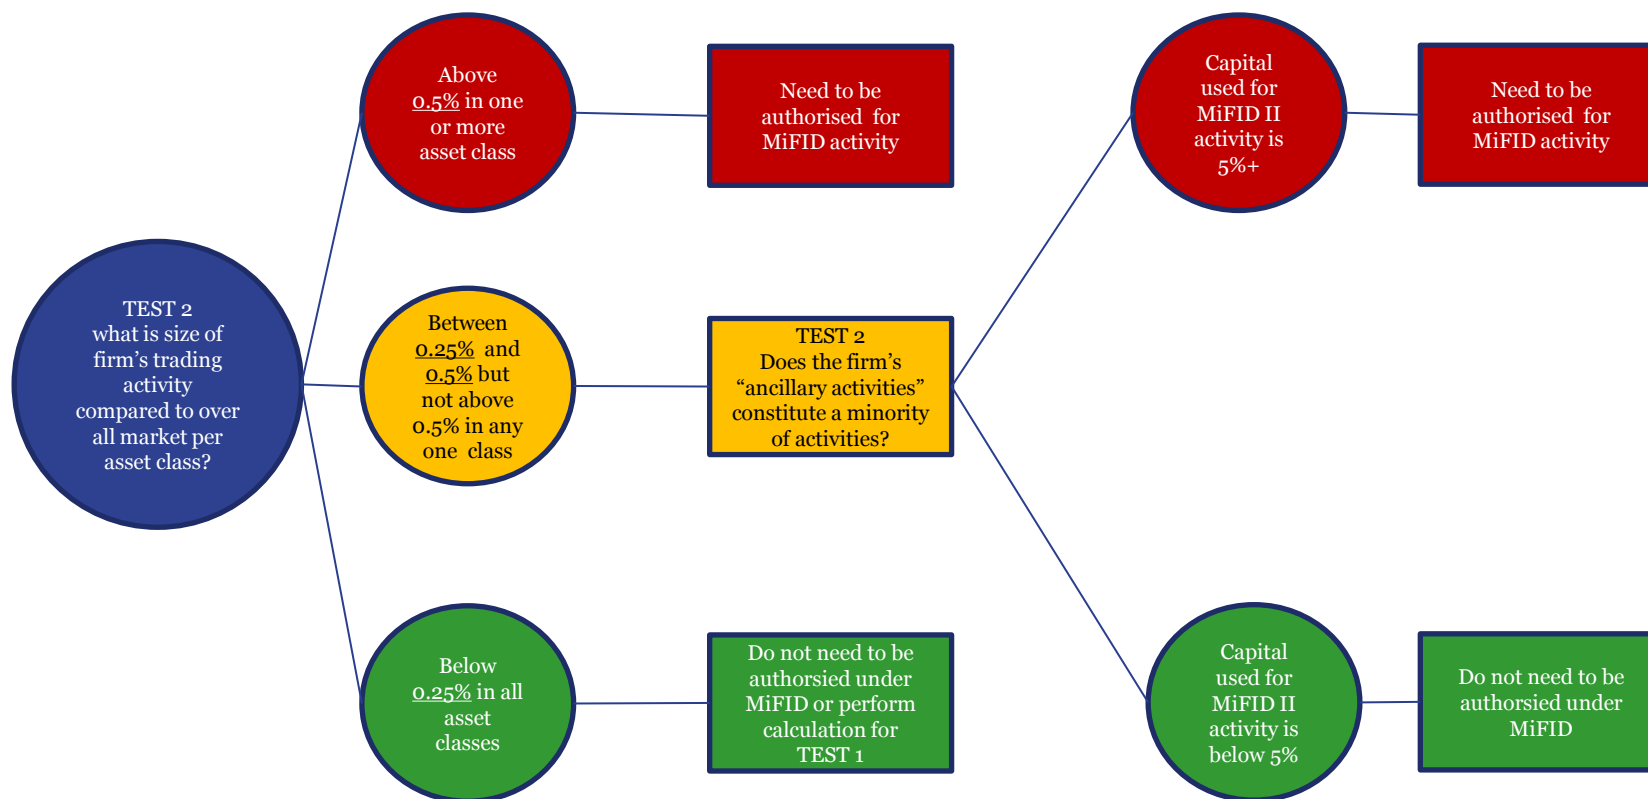 TEST 2
what is size of
firm's trading
activity
compared to over
all market per
asset class?
Above
0.5% in one
or more
asset class
Need to be
authorised for
MiFID activity
Between
0.25% and
0.5% but
not above
0.5% in any
one class
TEST 2
Does the firm's
“ancillary activities”
constitute a minority
of activities?
Below
0.25% in all
asset
classes
Do not need to be
authorsied under
MiFID or perform
calculation for
TEST 1
Capital
used for
MiFID II
activity is
5%+
Need to be
authorised for
MiFID activity
Capital
used for
MiFID II
activity is
below 5%
Do not need to be
authorsied under
MiFID